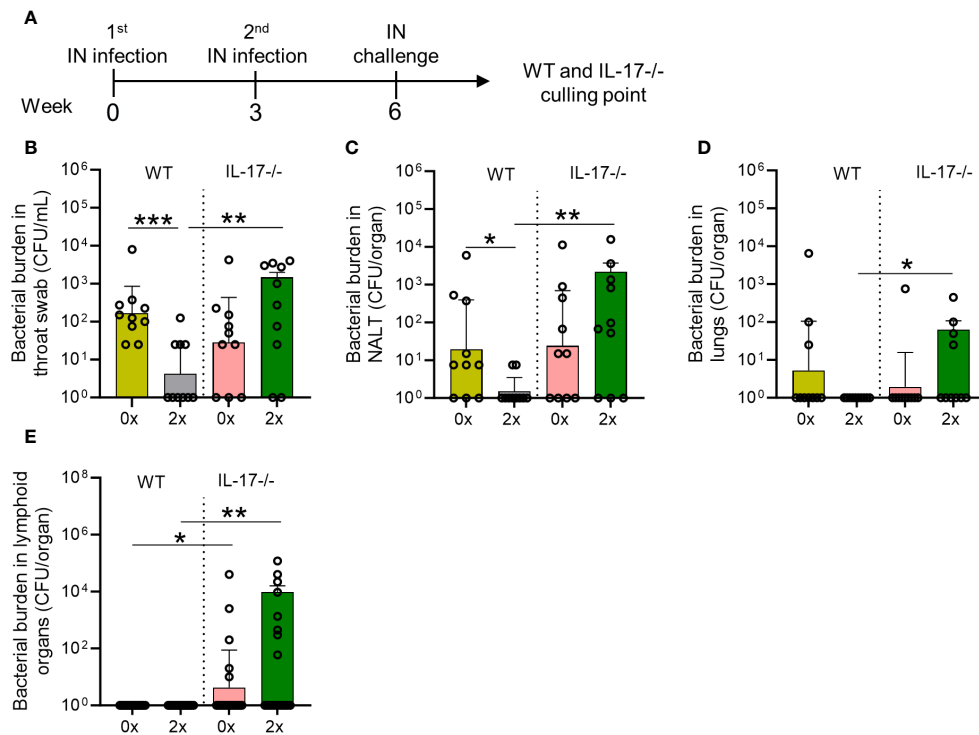 A
1st
IN infection
2nd
IN infection
IN
challenge
WT and IL-17-/-
culling point
Week
0
3
6
B
Bacterial burden in
throat swab (CFU/mL)
10^6
10^5
10^4
10^3
10^2
10^1
10^0
WT
IL-17-/-
***
**
0x
2x
0x
2x
C
Bacterial burden in
NALT (CFU/organ)
10^6
10^5
10^4
10^3
10^2
10^1
10^0
WT
IL-17-/-
*
**
0x
2x
0x
2x
D
Bacterial burden in
lungs (CFU/organ)
10^6
10^5
10^4
10^3
10^2
10^1
10^0
WT
IL-17-/-
*
0x
2x
0x
2x
E
Bacterial burden in lymphoid
organs (CFU/organ)
10^8
10^6
10^4
10^2
10^0
WT
IL-17-/-
*
**
0x
2x
0x
2x